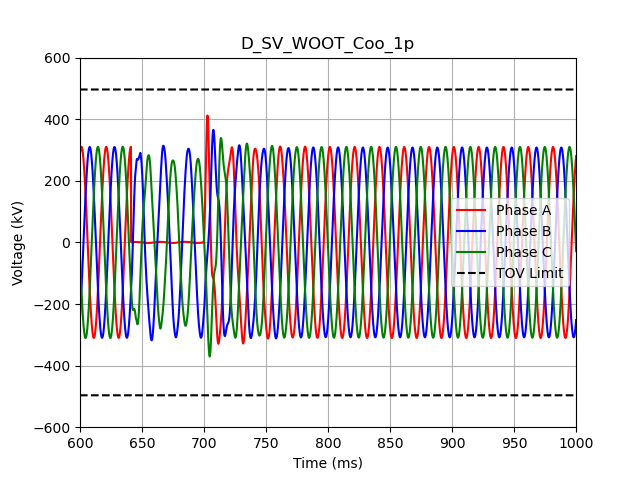 D_SV_WOOT_Coo_1p
600
400
200
0
−200
−400
−600
Voltage (kV)
Phase A
Phase B
Phase C
TOV Limit
600 650 700 750 800 850 900 950 1000
Time (ms)